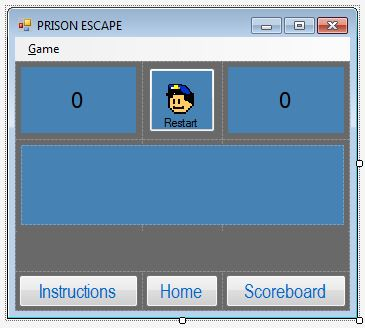 PRISON ESCAPE
Game
0
Restart
0
Instructions
Home
Scoreboard